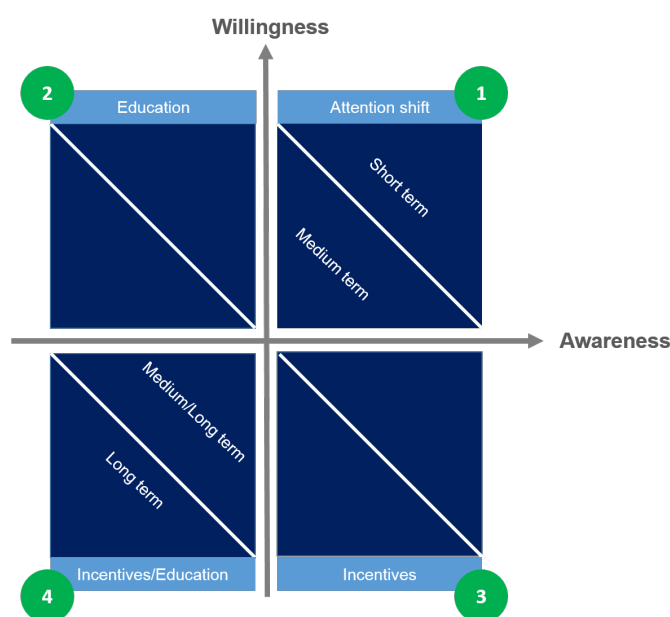 Willingness
2
Education
Attention shift
1
Short term
Medium term
Awareness
Medium/Long term
Long term
4
Incentives/Education
Incentives
3